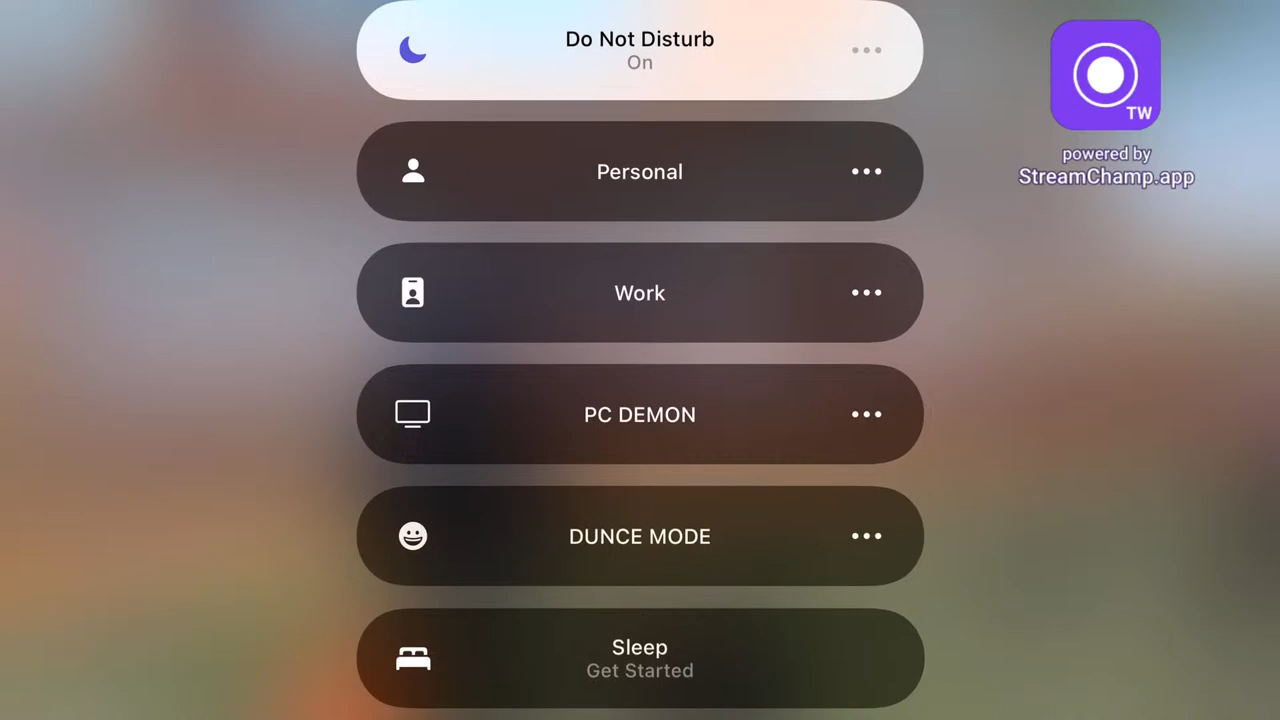 Do Not Disturb
On
Personal
Work
PC DEMON
DUNCE MODE
Sleep
Get Started
TW
powered by
StreamChamp.app